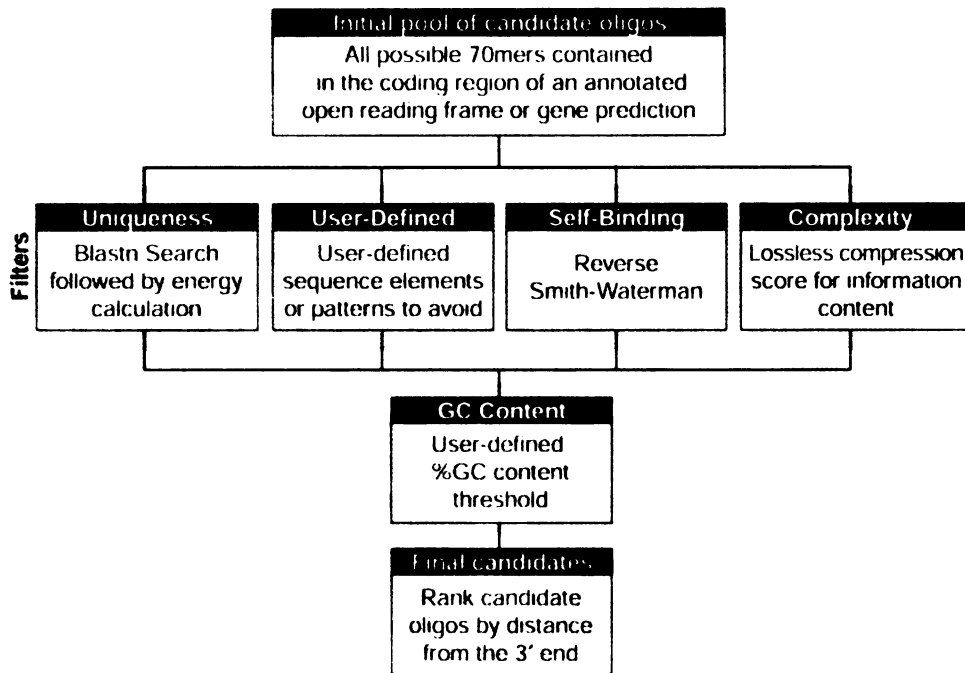 Initial pool of candidate oligos
All possible 70mers contained
in the coding region of an annotated
open reading frame or gene prediction
Filters
Uniqueness
Blastn Search
followed by energy
calculation
User-Defined
User-defined
sequence elements
or patterns to avoid
Self-Binding
Reverse
Smith-Waterman
Complexity
Lossless compression
score for information
content
GC Content
User-defined
%GC content
threshold
Final candidates
Rank candidate
oligos by distance
from the 3′ end